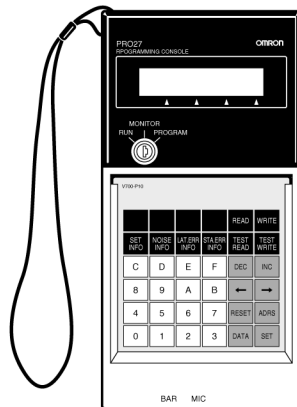 PRO27
RPOGRAMMING CONSOLE
OMRON
MONITOR
RUN PROGRAM
V700-P10
READ WRITE
SET INFO NOISE INFO LAT.ERR INFO STA.ERR INFO TEST READ TEST WRITE
C D E F DEC INC
8 9 A B ← →
4 5 6 7 RESET ADRS
0 1 2 3 DATA SET
BAR MIC